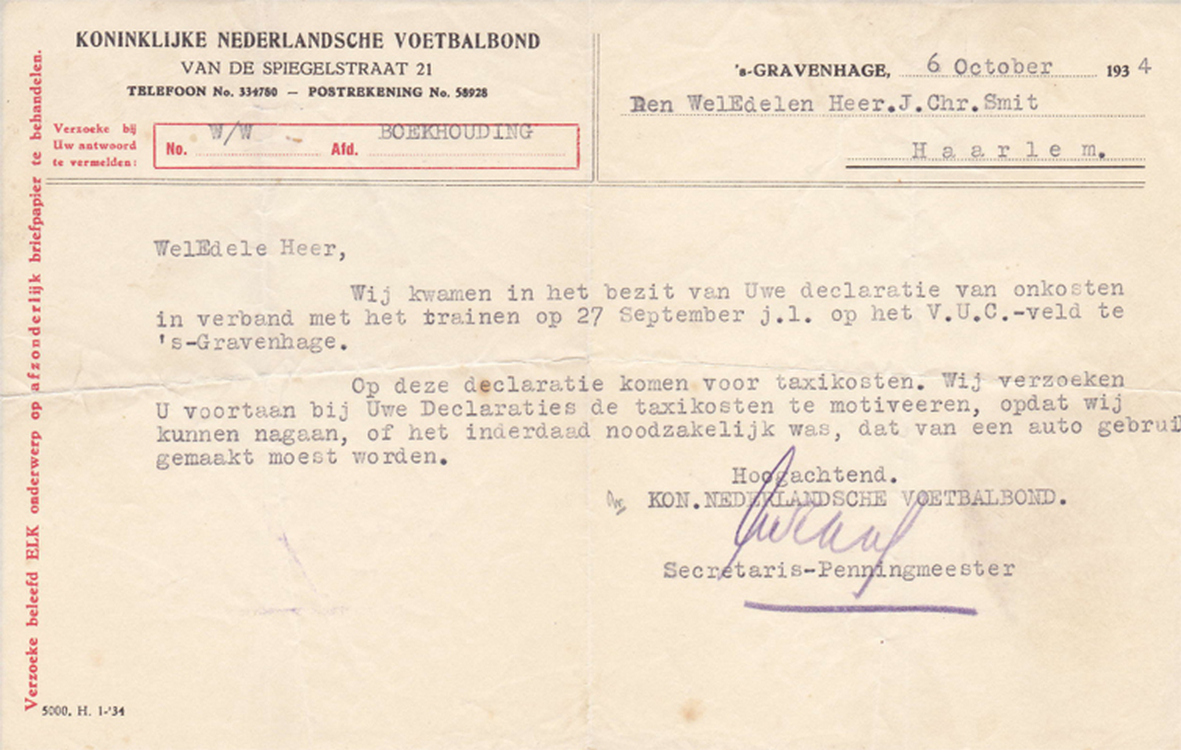 KONINKLIJKE NEDERLANDSCHE VOETBALBOND
VAN DE SPIEGELSTRAAT 21
TELEFOON No. 334780 — POSTREKENING No. 58928
Verzoeke bij
Uw antwoord
te vermelden:
No. W/W Afd. BOEKHOUDING
's-GRAVENHAGE, 6 October 1934
Den WelEdelen Heer.J.Chr.Smit
Haarlem.
WelEdele Heer,
Wij kwamen in het bezit van Uwe declaratie van onkosten
in verband met het trainen op 27 September j.l. op het V.U.C.-veld te
's-Gravenhage.
Op deze declaratie komen voor taxikosten. Wij verzoeken
U voortaan bij Uwe Declaraties de taxikosten te motiveeren, opdat wij
kunnen nagaan, of het inderdaad noodzakelijk was, dat van een auto gebrui
gemaakt moest worden.
Hoogachtend.
KON.NEDERLANDSCHE VOETBALBOND.
Secretaris-Penningmeester
Verzoeke beleefd ELK onderwerp op afzonderlijk briefpapier te behandelen.
5000. H. 1-'34